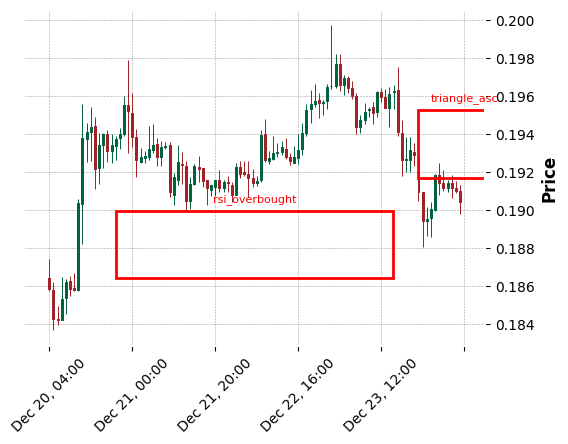 0.200
0.198
0.196
triangle_asc
0.194
0.192
rsi_overbought
0.190
0.188
0.186
0.184
Price
Dec 20, 04:00
Dec 21, 00:00
Dec 21, 20:00
Dec 22, 16:00
Dec 23, 12:00